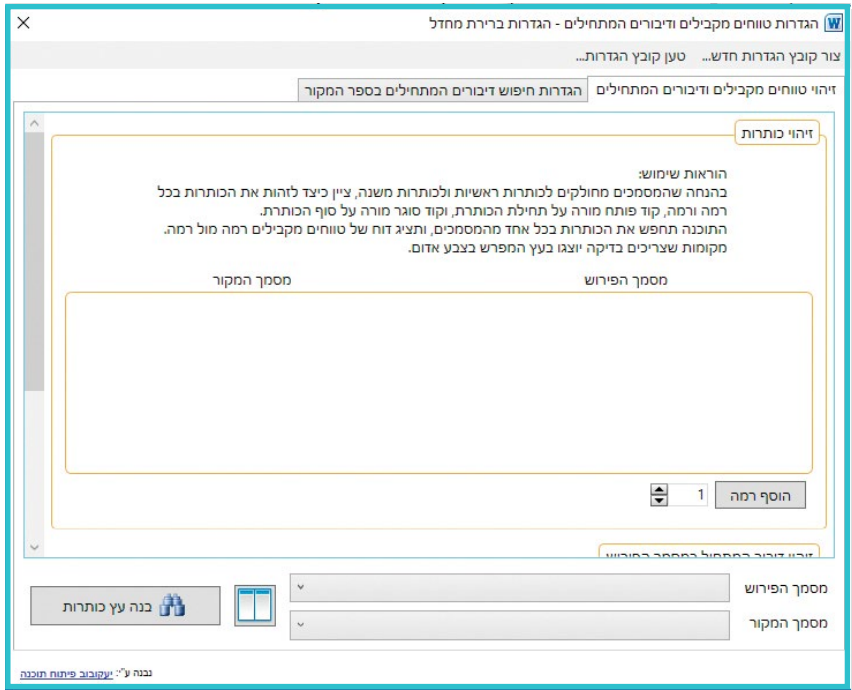 הגדרות טווחים מקבילים ודיבורים המתחילים - הגדרות ברירת מחדל
צור קובץ הגדרות חדש... טען קובץ הגדרות...
זיהוי טווחים מקבילים ודיבורים המתחילים הגדרות חיפוש דיבורים המתחילים בספר המקור
זיהוי כותרות
הוראות שימוש:
בהנחה שהמסמכים מחולקים לכותרות ראשיות ולכותרות משנה, ציין כיצד לזהות את הכותרות בכל
רמה ורמה, קוד פותח מורה על תחילת הכותרת, וקוד סוגר מורה על סוף הכותרת.
התוכנה תחפש את הכותרות בכל אחד מהמסמכים, ותציג דוח של טווחים מקבילים רמה מול רמה.
מקומות שצריכים בדיקה יוצגו בעץ המפרש בצבע אדום.
מסמך הפירוש מסמך המקור
הוסף רמה 1
זיהוי דיבור המתחיל במסמך הפירוש
מסמך הפירוש
מסמך המקור
בנה עץ כותרות
נבנה ע"י: יעקובוב פיתוח תוכנה